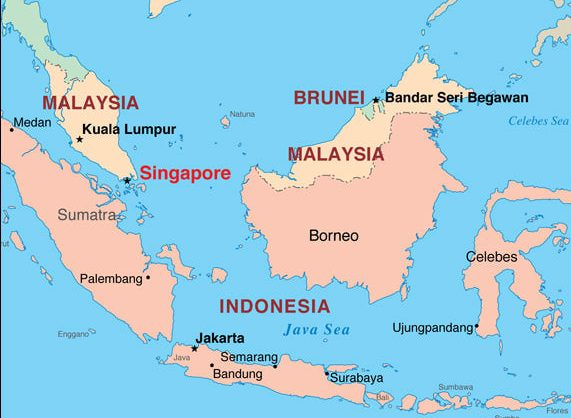 MALAYSIA
BRUNEI
Bandar Seri Begawan
Natuna
Medan
Celebes Sea
Kuala Lumpur
MALAYSIA
Singapore
Sumatra
Borneo
Celebes
Palembang
INDONESIA
Java Sea
Ujungpandang
Enggano
Jakarta
Java
Semarang
Bandung
Surabaya
Sumbawa
Bali
Flores